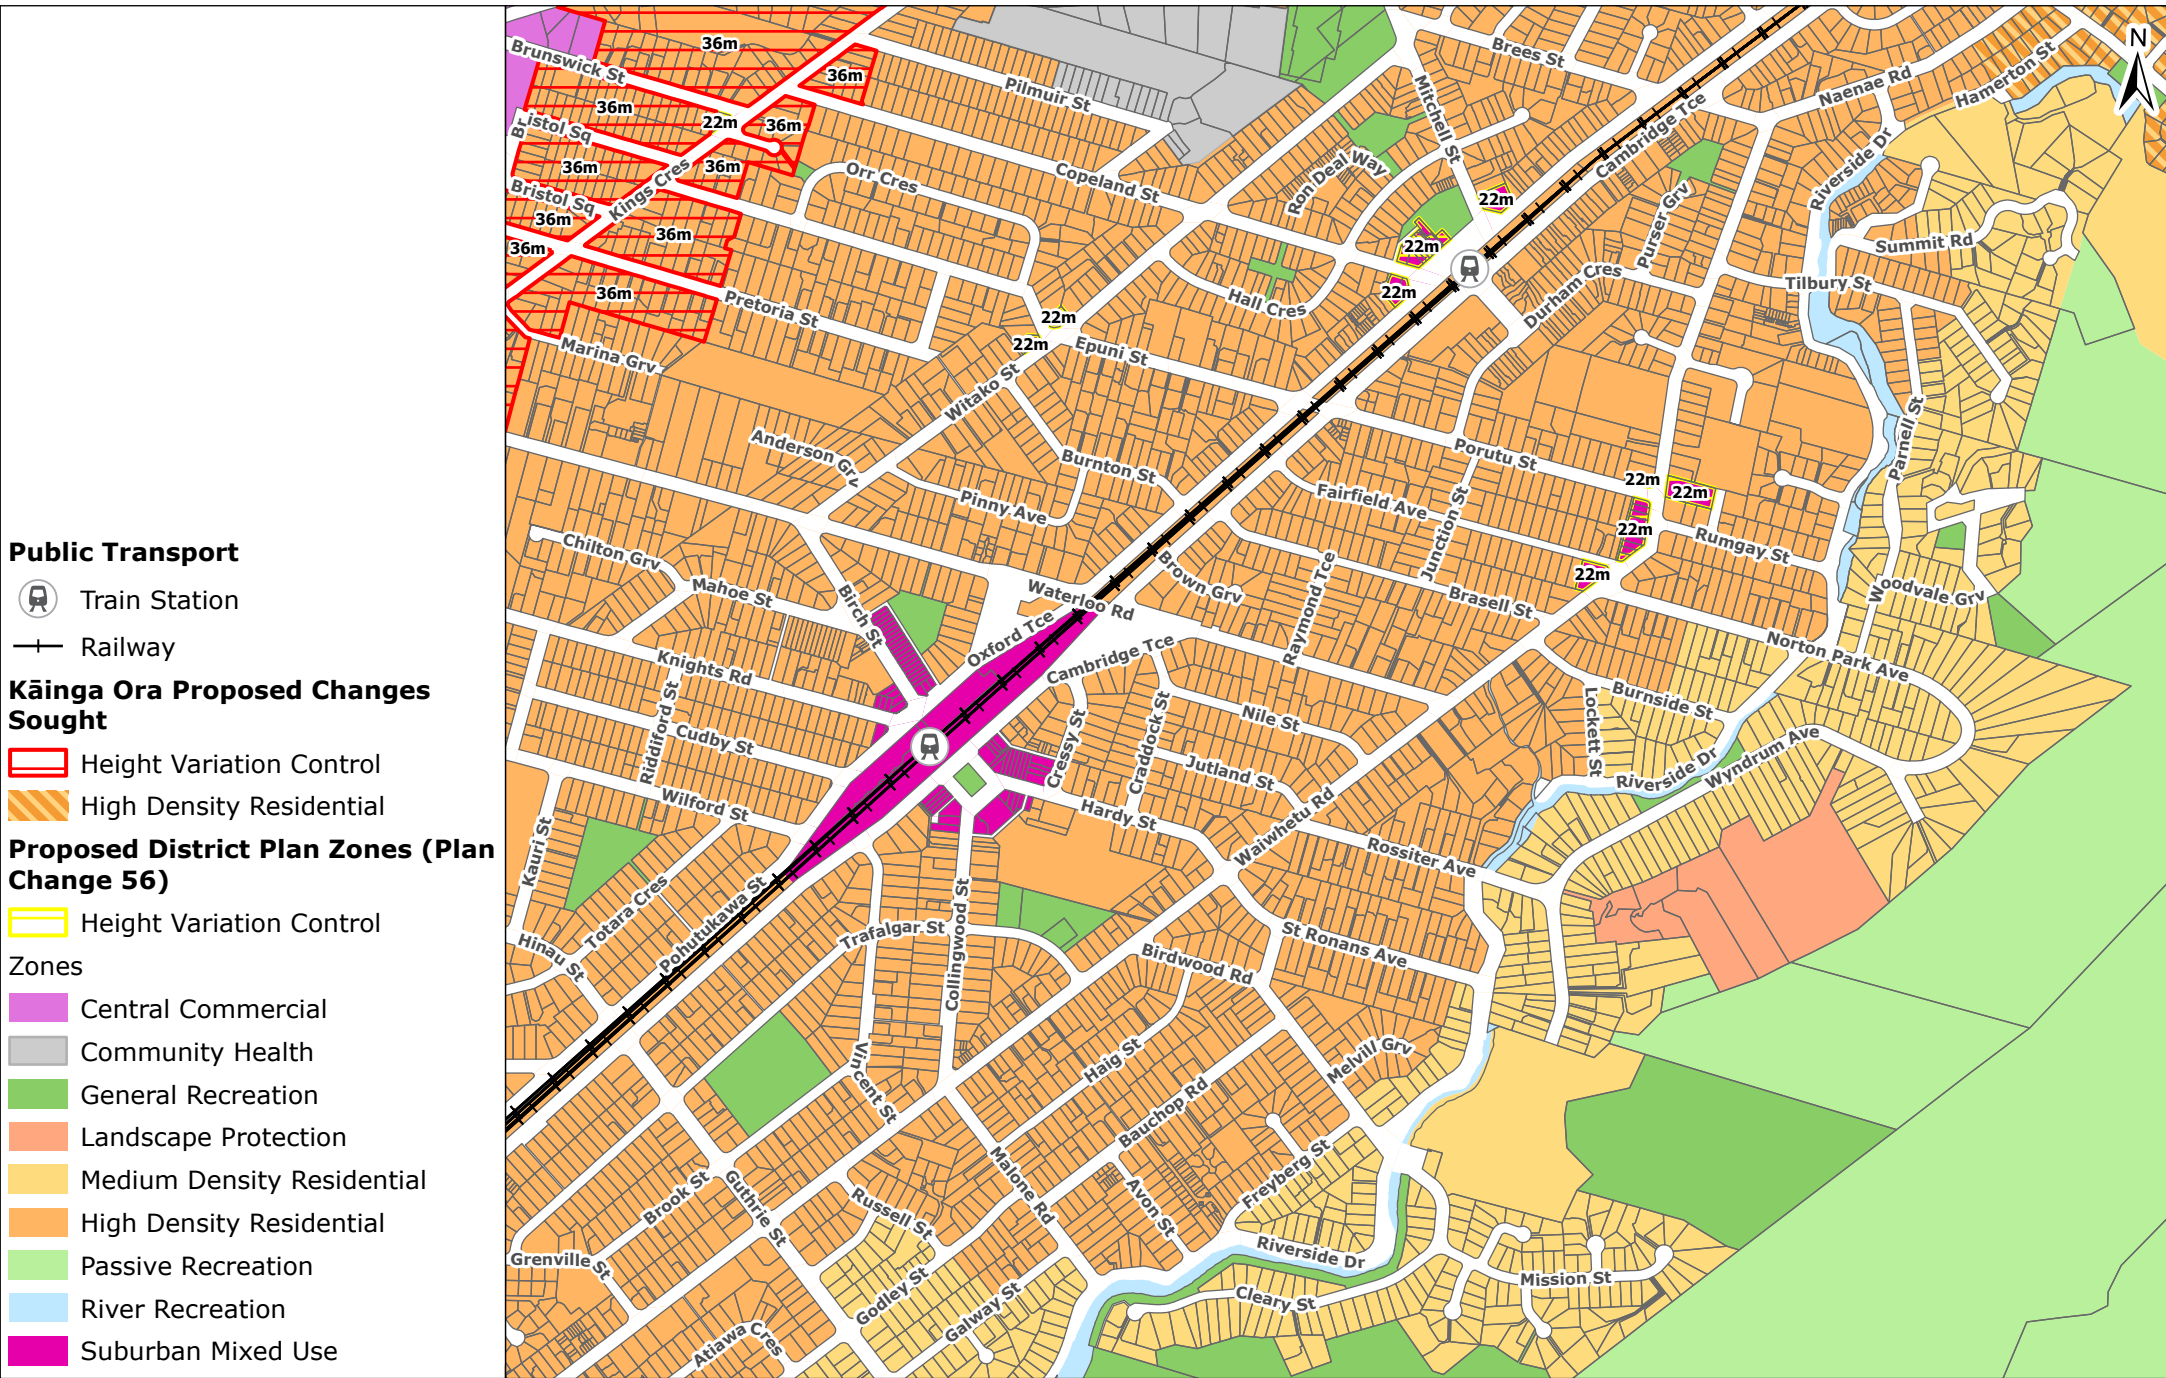 Public Transport
Train Station
Railway
Kāinga Ora Proposed Changes
Sought
Height Variation Control
High Density Residential
Proposed District Plan Zones (Plan
Change 56)
Height Variation Control
Zones
Central Commercial
Community Health
General Recreation
Landscape Protection
Medium Density Residential
High Density Residential
Passive Recreation
River Recreation
Suburban Mixed Use
N
36m
Brunswick St
36m
Pilmuir St
Brees St
Mitchell St
Naenae Rd
Hamerton St
36m
22m
36m
Br
istol Sq
Cambridge Tce
36m
36m
Orr Cres
Copeland St
Ron Deal Way
Riverside Dr
Bristol Sq
Kings Cres
36m
36m
36m
22m
22m
22m
Purser Grv
Summit Rd
Tilbury St
Durham Cres
36m
Pretoria St
Hall Cres
22m
22m
Marina Grv
Epuni St
Witako St
Parnell St
Anderson Grv
Burnton St
Porutu St
Pinny Ave
Fairfield Ave
Junction St
22m
22m
22m
Rumgay St
22m
Chilton Grv
Mahoe St
Birch St
Waterloo Rd
Brown Grv
Raymond Tce
Brasell St
Woodvale Grv
Oxford Tce
Cambridge Tce
Knights Rd
Riddiford St
Cudby St
Norton Park Ave
Nile St
Lockett St
Burnside St
Cressy St
Craddock St
Jutland St
Riverside Dr
Wyndrum Ave
Wilford St
Hardy St
Waiwhetu Rd
Kauri St
Rossiter Ave
Totara Cres
Pohutukawa St
Hinau St
Trafalgar St
Collingwood St
St Ronans Ave
Birdwood Rd
Vincent St
Haig St
Melvill Grv
Bauchop Rd
Brook St
Guthrie St
Russell St
Malone Rd
Avon St
Freyberg St
Grenville St
Riverside Dr
Godley St
Galway St
Cleary St
Mission St
Atiawa Cres